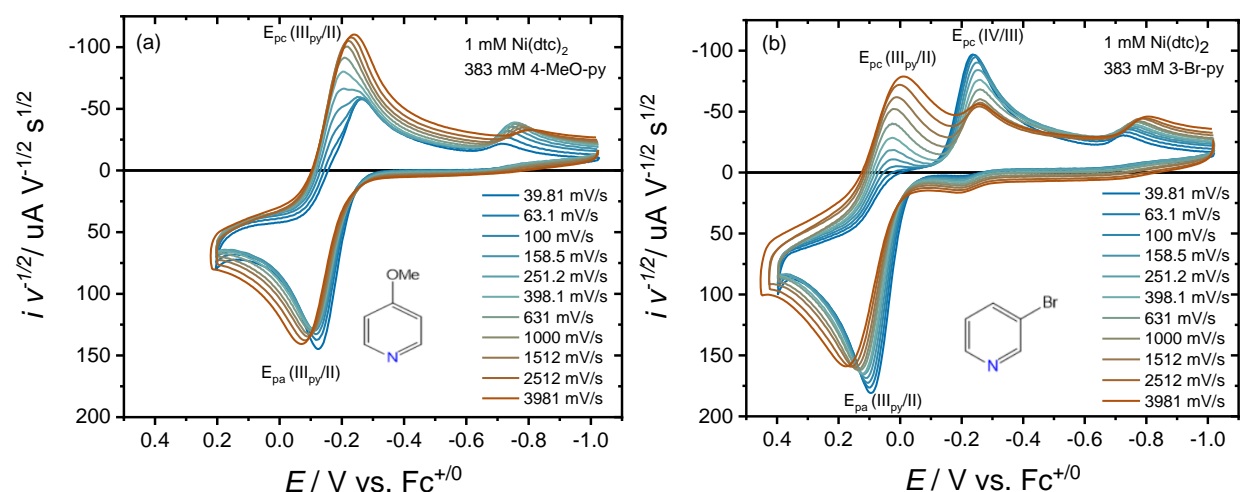 (a)
E_pc (III_py/II)
1 mM Ni(dtc)_2
383 mM 4-MeO-py
-100
-50
0
50
100
150
200
i v^-1/2/ uA V^-1/2 s^1/2
39.81 mV/s
63.1 mV/s
100 mV/s
158.5 mV/s
251.2 mV/s
398.1 mV/s
631 mV/s
1000 mV/s
1512 mV/s
2512 mV/s
3981 mV/s
OMe
N
E_pa (III_py/II)
0.4 0.2 0.0 -0.2 -0.4 -0.6 -0.8 -1.0
E / V vs. Fc^+/0
(b)
E_pc (IV/III)
E_pc (III_py/II)
1 mM Ni(dtc)_2
383 mM 3-Br-py
-100
-50
0
50
100
150
200
i v^-1/2/ uA V^-1/2 s^1/2
39.81 mV/s
63.1 mV/s
100 mV/s
158.5 mV/s
251.2 mV/s
398.1 mV/s
631 mV/s
1000 mV/s
1512 mV/s
2512 mV/s
3981 mV/s
Br
N
E_pa (III_py/II)
0.4 0.2 0.0 -0.2 -0.4 -0.6 -0.8 -1.0
E / V vs. Fc^+/0